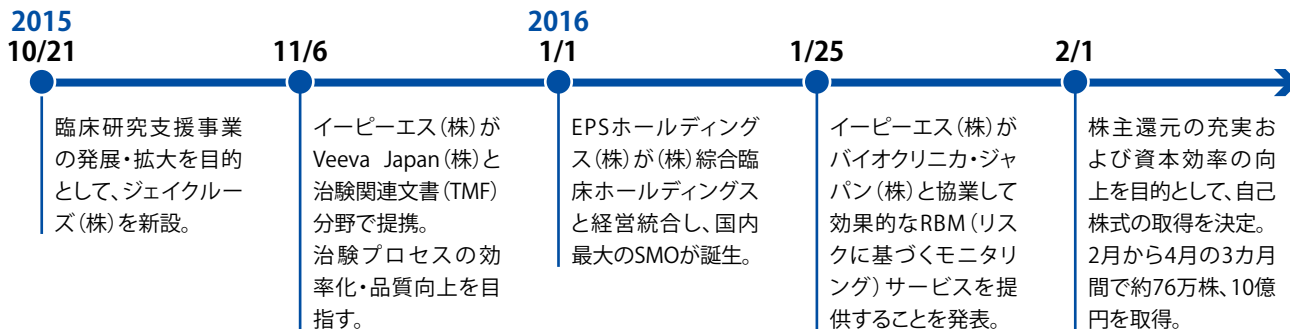 2015
10/21
臨床研究支援事業
の発展・拡大を目的
として、ジェイクルー
ズ（株）を新設。
11/6
イーピーエス（株）が
Veeva Japan（株）と
治験関連文書（TMF）
分野で提携。
治験プロセスの効
率化・品質向上を目
指す。
2016
1/1
EPSホールディング
ス（株）が（株）綜合臨
床ホールディングス
と経営統合し、国内
最大のSMOが誕生。
1/25
イーピーエス（株）が
バイオクリニカ・ジャ
パン（株）と協業して
効果的なRBM（リス
クに基づくモニタリ
ング）サービスを提
供することを発表。
2/1
株主還元の充実お
よび資本効率の向
上を目的として、自己
株式の取得を決定。
2月から4月の3カ月
間で約76万株、10億
円を取得。